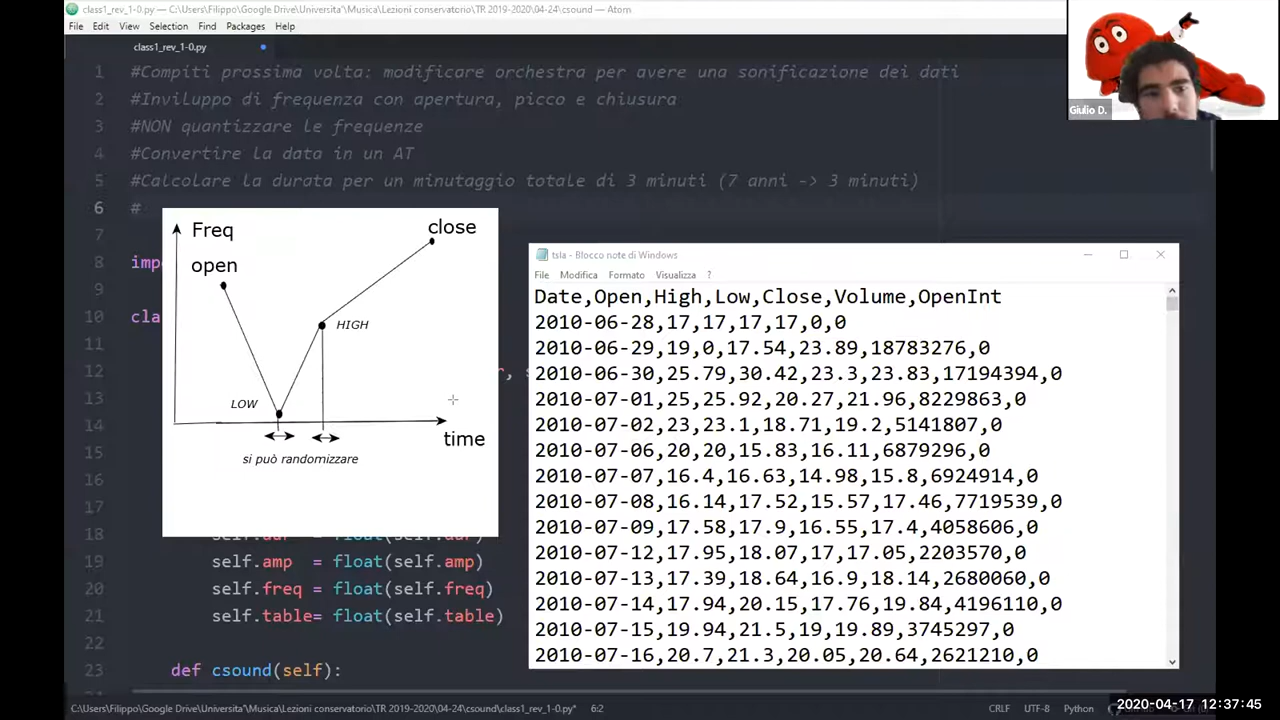 class1_rev_1-0.py — C:\Users\Filippo\Google Drive\Universita'\Musica\Lezioni conservatorio\TR 2019-2020\04-24\csound — Atom
File Edit View Selection Find Packages Help
class1_rev_1-0.py
1 #Compiti prossima volta: modificare orchestra per avere una sonificazione dei dati
2 #Inviluppo di frequenza con apertura, picco e chiusura
3 #NON quantizzare le frequenze
4 #Convertire la data in un AT
5 #Calcolare la durata per un minutaggio totale di 3 minuti (7 anni -> 3 minuti)
6 #
7
8 imp
9
10 cla
11
12 r, s
13
14
15
18 self.dur = float(self.dur)
19 self.amp = float(self.amp)
20 self.freq = float(self.freq)
21 self.table= float(self.table)
22
23 def csound(self):
Freq
open
close
HIGH
LOW
time
si può randomizzare
tsla - Blocco note di Windows
File Modifica Formato Visualizza ?
Date,Open,High,Low,Close,Volume,OpenInt
2010-06-28,17,17,17,17,0,0
2010-06-29,19,0,17.54,23.89,18783276,0
2010-06-30,25.79,30.42,23.3,23.83,17194394,0
2010-07-01,25,25.92,20.27,21.96,8229863,0
2010-07-02,23,23.1,18.71,19.2,5141807,0
2010-07-06,20,20,15.83,16.11,6879296,0
2010-07-07,16.4,16.63,14.98,15.8,6924914,0
2010-07-08,16.14,17.52,15.57,17.46,7719539,0
2010-07-09,17.58,17.9,16.55,17.4,4058606,0
2010-07-12,17.95,18.07,17,17.05,2203570,0
2010-07-13,17.39,18.64,16.9,18.14,2680060,0
2010-07-14,17.94,20.15,17.76,19.84,4196110,0
2010-07-15,19.94,21.5,19,19.89,3745297,0
2010-07-16,20.7,21.3,20.05,20.64,2621210,0
Giulio D.
C:\Users\Filippo\Google Drive\Universita'\Musica\Lezioni conservatorio\TR 2019-2020\04-24\csound\class1_rev_1-0.py* 6:2
CRLF UTF-8 Python
2020-04-17 12:37:45